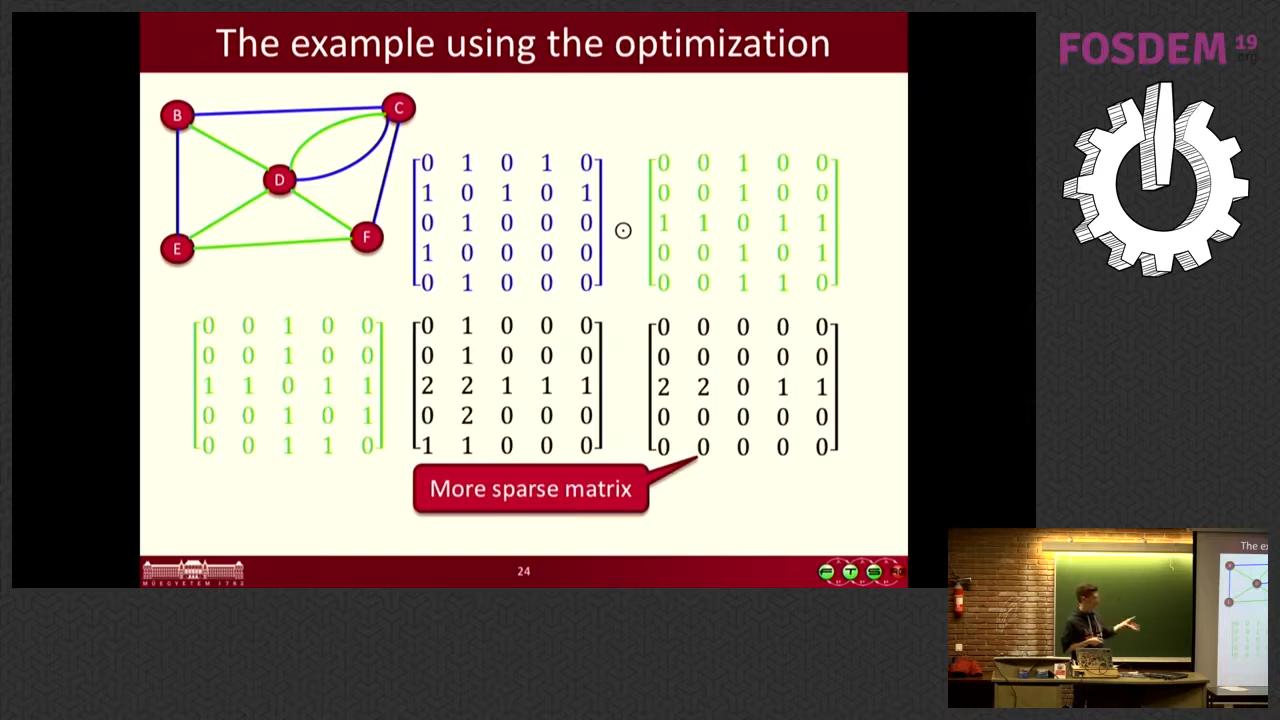 The example using the optimization
FOSDEM 19
.org
B
C
D
E
F
0 1 0 1 0
1 0 1 0 1
0 1 0 0 0
1 0 0 0 0
0 1 0 0 0
⊙
0 0 1 0 0
0 0 1 0 0
1 1 0 1 1
0 0 1 0 1
0 0 1 1 0
0 0 1 0 0
0 0 1 0 0
1 1 0 1 1
0 0 1 0 1
0 0 1 1 0
0 1 0 0 0
0 1 0 0 0
2 2 1 1 1
0 2 0 0 0
1 1 0 0 0
0 0 0 0 0
0 0 0 0 0
2 2 0 1 1
0 0 0 0 0
0 0 0 0 0
More sparse matrix
MŰEGYETEM 1782
24
F T S
The ex